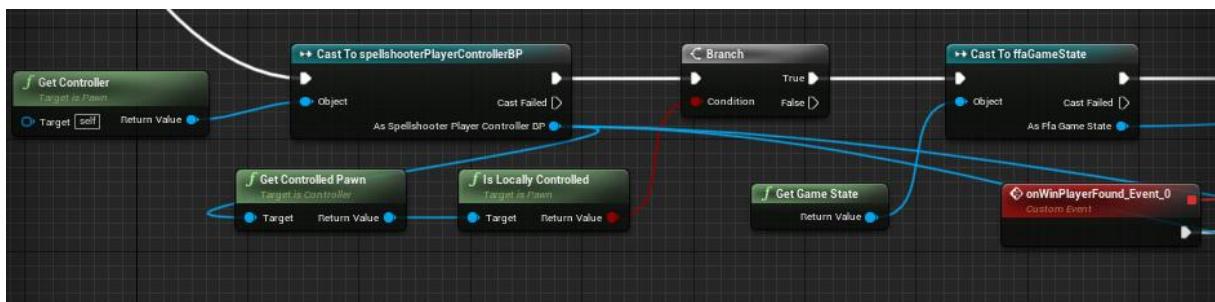 Get Controller
Target is Pawn
Target self
Return Value
Cast To spellshooterPlayerControllerBP
Object
Cast Failed
As Spellshooter Player Controller BP
Branch
True
Condition
False
Cast To ffaGameState
Object
Cast Failed
As Ffa Game State
Get Controlled Pawn
Target is Controller
Target
Return Value
Is Locally Controlled
Target is Pawn
Target
Return Value
Get Game State
Return Value
onWinPlayerFound_Event_0
Custom Event